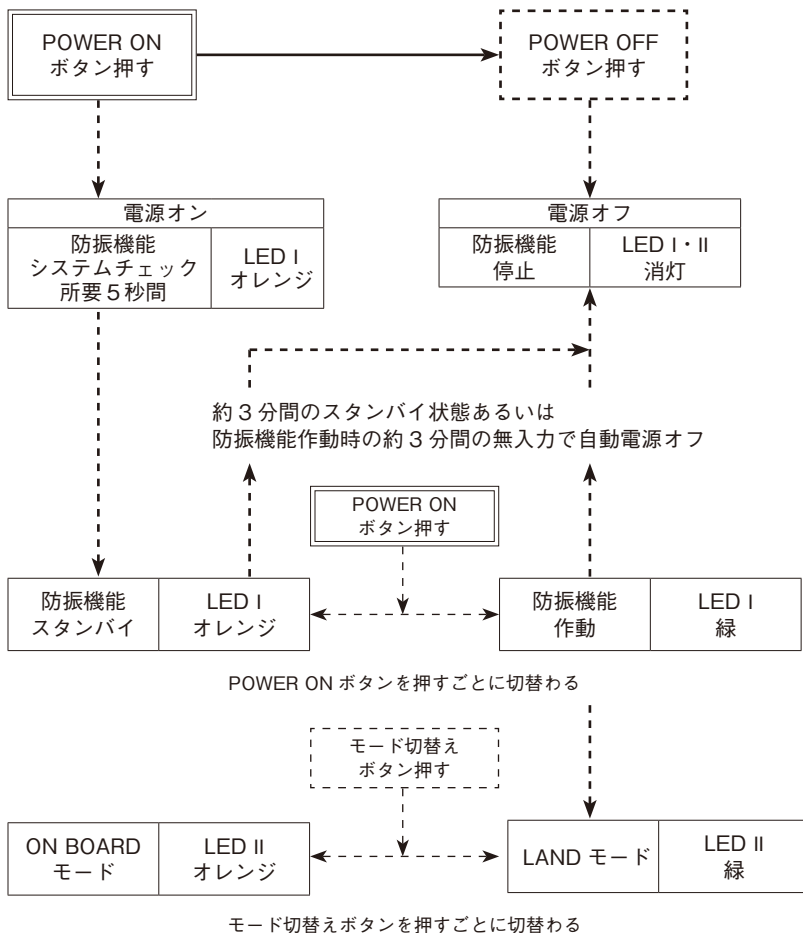 POWER ON
ボタン押す
POWER OFF
ボタン押す
電源オン
防振機能
システムチェック
所要5秒間
LED I
オレンジ
電源オフ
防振機能
停止
LED I・II
消灯
約3分間のスタンバイ状態あるいは
防振機能作動時の約3分間の無入力で自動電源オフ
POWER ON
ボタン押す
防振機能
スタンバイ
LED I
オレンジ
防振機能
作動
LED I
緑
POWER ON ボタンを押すごとに切替わる
モード切替え
ボタン押す
ON BOARD
モード
LED II
オレンジ
LAND モード
LED II
緑
モード切替えボタンを押すごとに切替わる